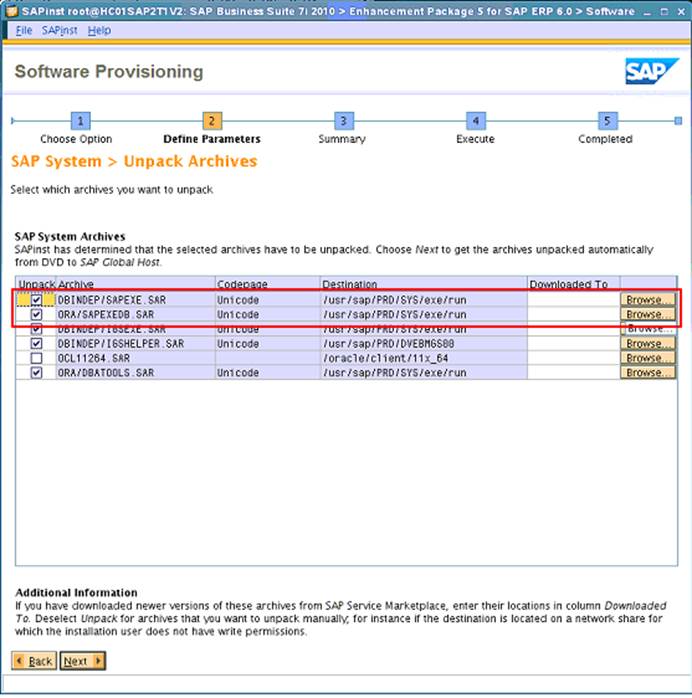 SAPinst root@HC01SAP2T1V2: SAP Business Suite 7i 2010 > Enhancement Package 5 for SAP ERP 6.0 > Software
File SAPinst Help
Software Provisioning
SAP
1 2 3 4 5
Choose Option Define Parameters Summary Execute Completed
SAP System > Unpack Archives
Select which archives you want to unpack
SAP System Archives
SAPinst has determined that the selected archives have to be unpacked. Choose Next to get the archives unpacked automatically
from DVD to SAP Global Host.
Unpack Archive Codepage Destination Downloaded To
DBINDEP/SAPEXE.SAR Unicode /usr/sap/PRD/SYS/exe/run Browse...
ORA/SAPEXEDB.SAR Unicode /usr/sap/PRD/SYS/exe/run Browse...
DBINDEP/IGSEXE.SAR Unicode /usr/sap/PRD/SYS/exe/run Browse...
DBINDEP/IGSHELPER.SAR Unicode /usr/sap/PRD/DVEBMGS00 Browse...
OCL11264.SAR /oracle/client/11x_64 Browse...
ORA/DBATOOLS.SAR Unicode /usr/sap/PRD/SYS/exe/run Browse...
Additional Information
If you have downloaded newer versions of these archives from SAP Service Marketplace, enter their locations in column Downloaded
To. Deselect Unpack for archives that you want to unpack manually; for instance if the destination is located on a network share for
which the installation user does not have write permissions.
Back Next